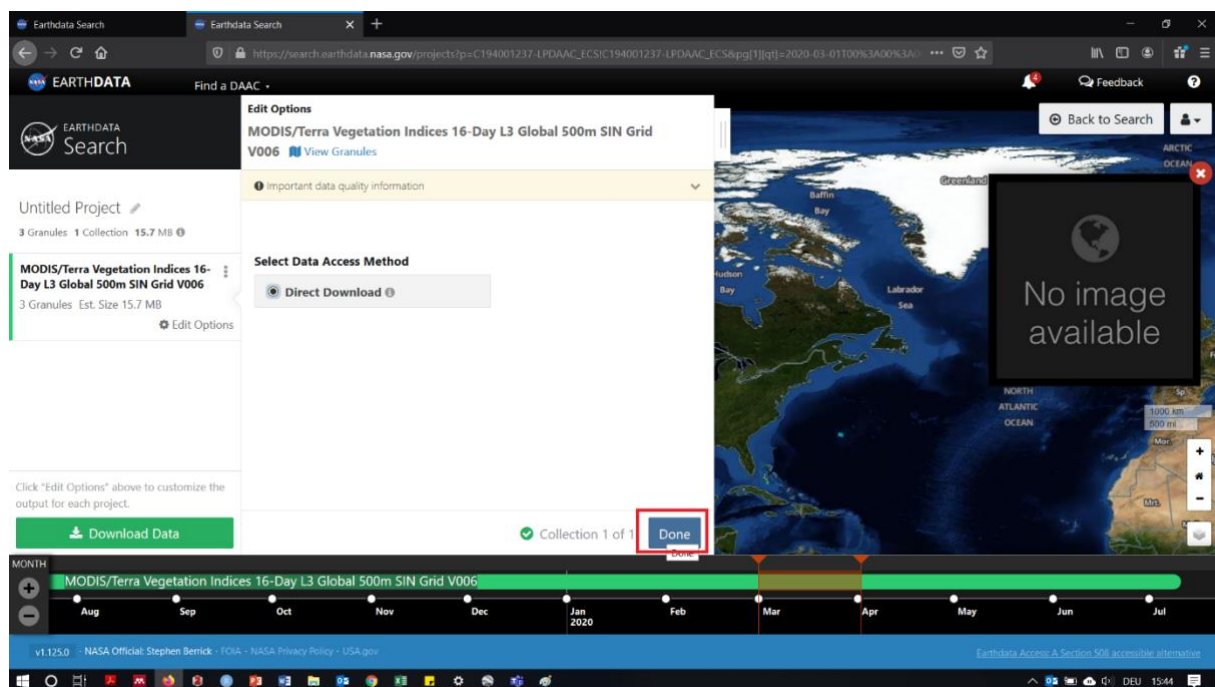 Earthdata Search
Earthdata Search
https://search.earthdata.nasa.gov/projects?p=C194001237-LPDAAC_ECS!C194001237-LPDAAC_ECS&pg[1][qt]=2020-03-01T00%3A00%3A0
EARTHDATA
Find a DAAC
4
Feedback
EARTHDATA
Search
Untitled Project
3 Granules 1 Collection 15.7 MB
MODIS/Terra Vegetation Indices 16-
Day L3 Global 500m SIN Grid V006
3 Granules Est. Size 15.7 MB
Edit Options
Click "Edit Options" above to customize the
output for each project.
Download Data
Edit Options
MODIS/Terra Vegetation Indices 16-Day L3 Global 500m SIN Grid
V006 View Granules
Important data quality information
Select Data Access Method
Direct Download
Collection 1 of 1
Done
Done
Back to Search
ARCTIC
OCEAN
Greenland
Baffin
Bay
Hudson
Bay
Labrador
Sea
No image
available
NORTH
ATLANTIC
OCEAN
Sp
1000 km
500 mi
Mor.
Mrt.
MONTH
MODIS/Terra Vegetation Indices 16-Day L3 Global 500m SIN Grid V006
Aug Sep Oct Nov Dec Jan Feb Mar Apr May Jun Jul
2020
v1.125.0 - NASA Official: Stephen Berrick - FOIA - NASA Privacy Policy - USA.gov
Earthdata Access: A Section 508 accessible alternative
DEU 15:44